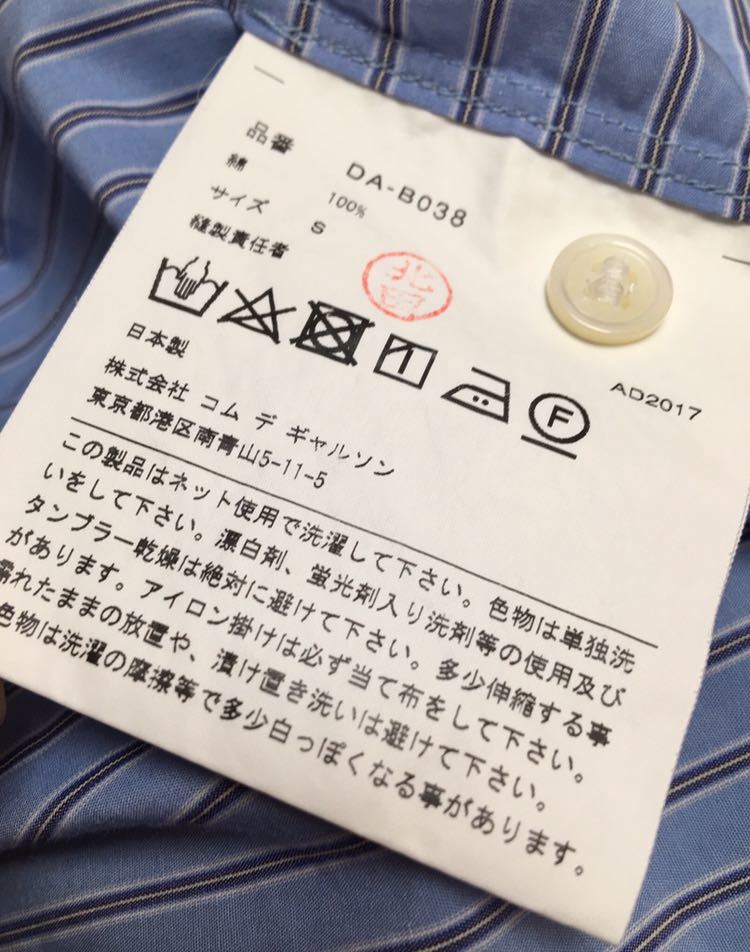 品番 DA-B038
綿 100%
サイズ S
縫製責任者
北畠
F
日本製
AD2017
株式会社 コム デ ギャルソン
東京都港区南青山5-11-5
この製品はネット使用で洗濯して下さい。色物は単独洗
いをして下さい。漂白剤、蛍光剤入り洗剤等の使用及び
タンブラー乾燥は絶対に避けて下さい。多少伸縮する事
があります。アイロン掛けは必ず当て布をして下さい。
濡れたままの放置や、漬け置き洗いは避けて下さい。
色物は洗濯の摩擦等で多少白っぽくなる事があります。